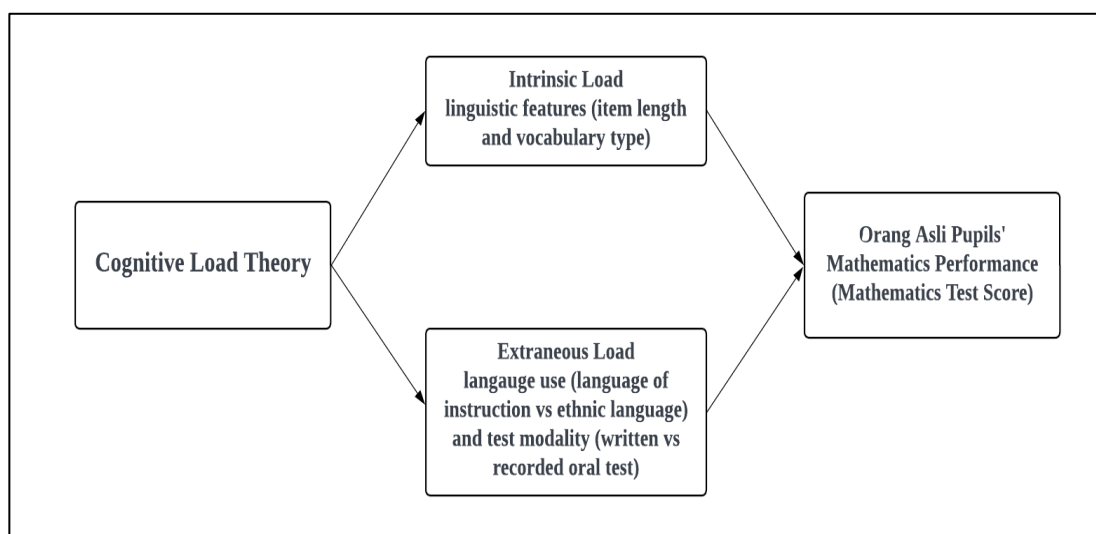 Intrinsic Load
linguistic features (item length
and vocabulary type)
Cognitive Load Theory
Orang Asli Pupils'
Mathematics Performance
(Mathematics Test Score)
Extraneous Load
langauge use (language of
instruction vs ethnic language)
and test modality (written vs
recorded oral test)